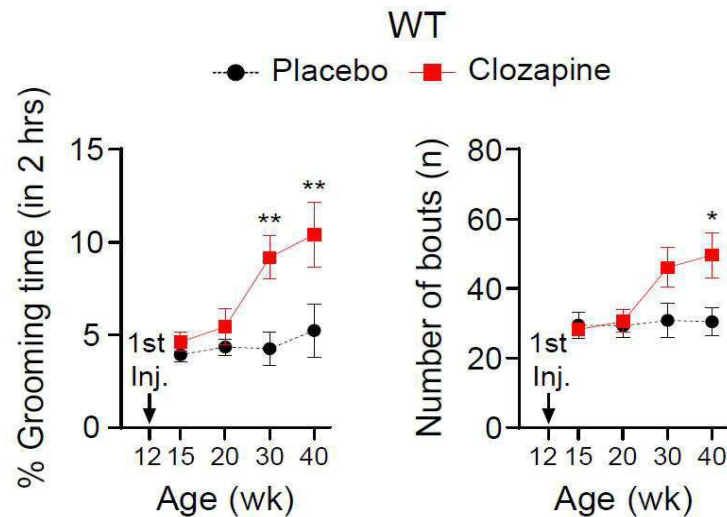 WT
Placebo
Clozapine
% Grooming time (in 2 hrs)
15
10
5
0
**
**
1st
Inj.
12 15 20 30 40
Age (wk)
Number of bouts (n)
80
60
40
20
0
*
1st
Inj.
12 15 20 30 40
Age (wk)